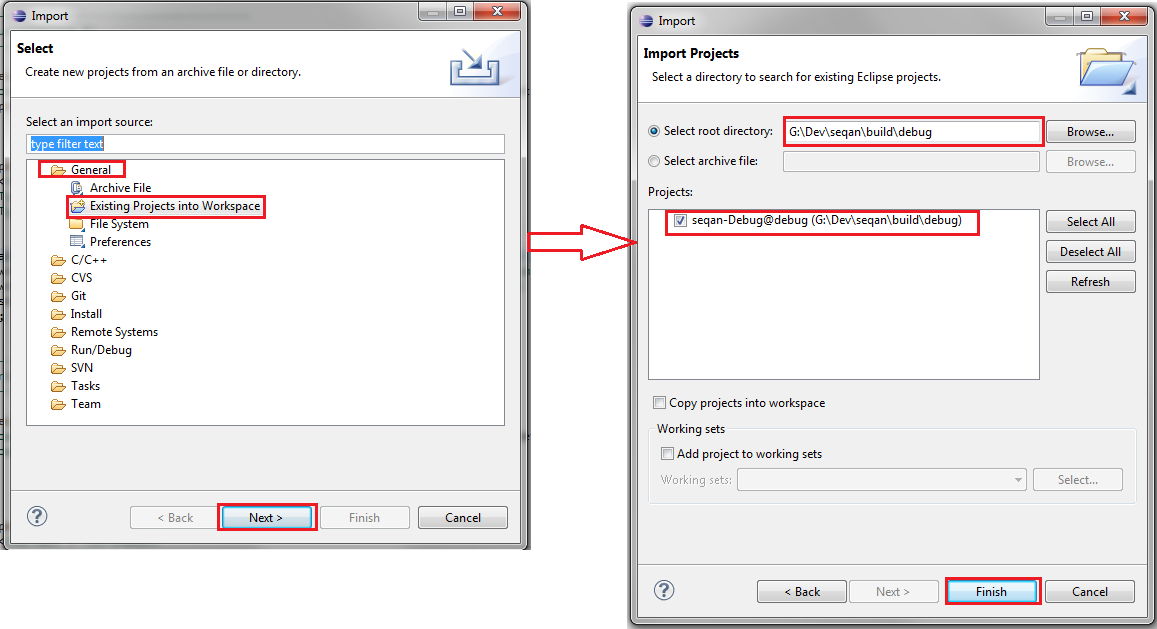 Import
Select
Create new projects from an archive file or directory.
Select an import source:
type filter text
General
Archive File
Existing Projects into Workspace
File System
Preferences
C/C++
CVS
Git
Install
Remote Systems
Run/Debug
SVN
Tasks
Team
< Back
Next >
Finish
Cancel
Import
Import Projects
Select a directory to search for existing Eclipse projects.
Select root directory: G:\Dev\seqan\build\debug Browse...
Select archive file: Browse...
Projects:
seqan-Debug@debug (G:\Dev\seqan\build\debug)
Select All
Deselect All
Refresh
Copy projects into workspace
Working sets
Add project to working sets
Working sets: Select...
< Back
Next >
Finish
Cancel